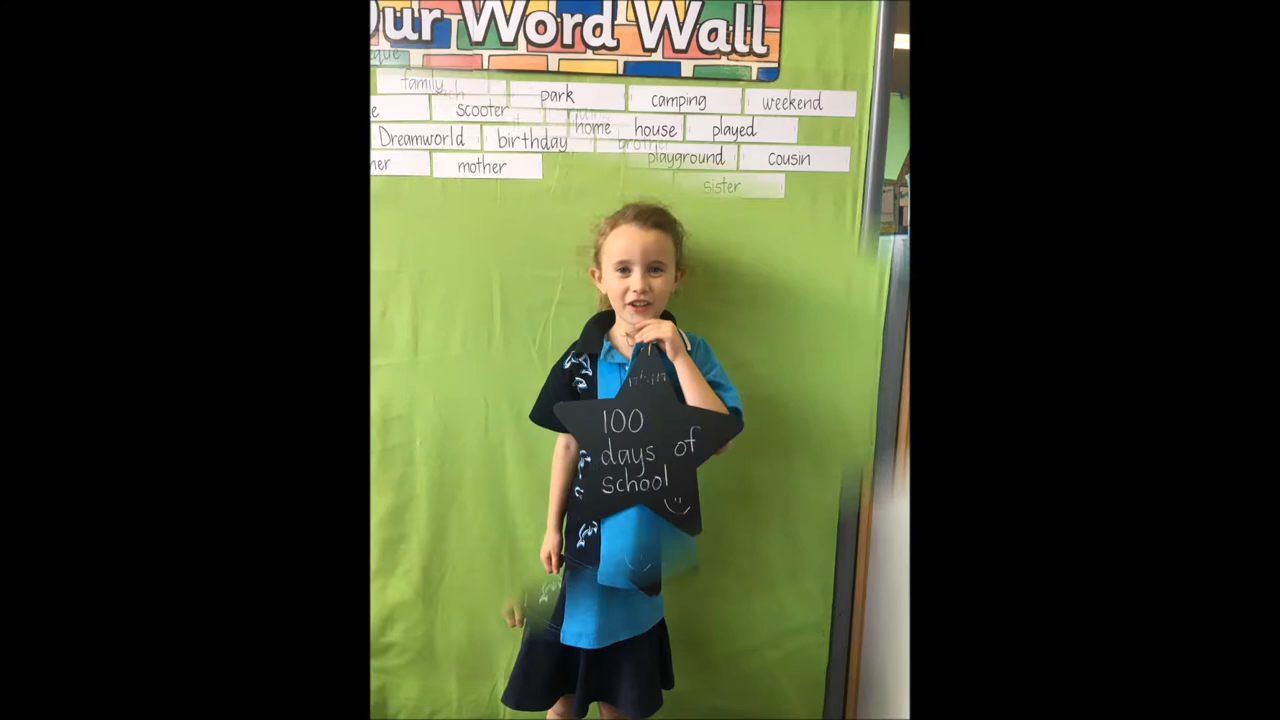 Our Word Wall
family
park camping weekend
scooter
home house played
Dreamworld birthday
brother
playground cousin
mother
sister
100
days of
school